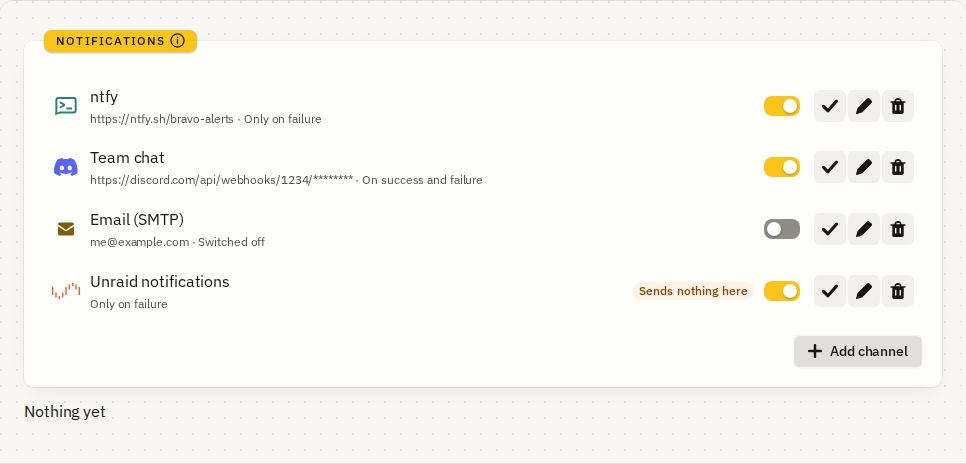 NOTIFICATIONS
ntfy
https://ntfy.sh/bravo-alerts · Only on failure
Team chat
https://discord.com/api/webhooks/1234/******** · On success and failure
Email (SMTP)
me@example.com · Switched off
Unraid notifications
Only on failure
Sends nothing here
Add channel
Nothing yet